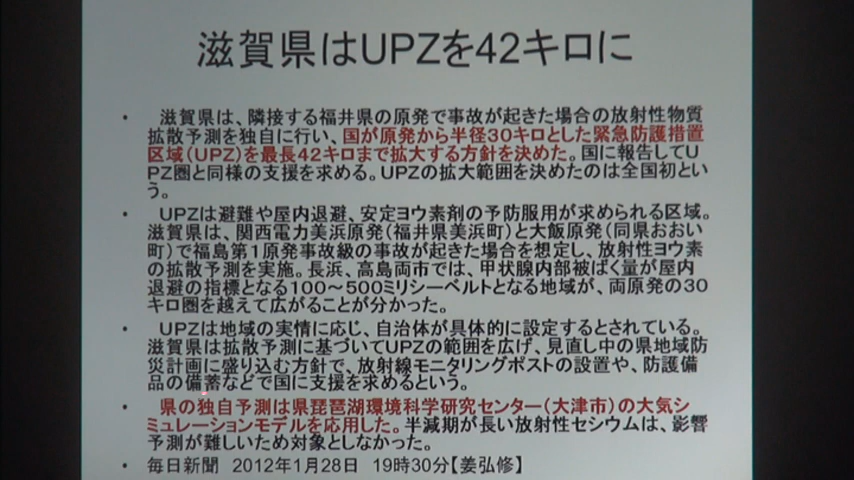 滋賀県はUPZを42キロに
・ 滋賀県は、隣接する福井県の原発で事故が起きた場合の放射性物質
拡散予測を独自に行い、国が原発から半径30キロとした緊急防護措置
区域(UPZ)を最長42キロまで拡大する方針を決めた。国に報告してU
PZ圏と同様の支援を求める。UPZの拡大範囲を決めたのは全国初とい
う。
・ UPZは避難や屋内退避、安定ヨウ素剤の予防服用が求められる区域。
滋賀県は、関西電力美浜原発(福井県美浜町)と大飯原発(同県おおい
町)で福島第1原発事故級の事故が起きた場合を想定し、放射性ヨウ素
の拡散予測を実施。長浜、高島両市では、甲状腺内部被ばく量が屋内
退避の指標となる100～500ミリシーベルトとなる地域が、両原発の30
キロ圏を越えて広がることが分かった。
・ UPZは地域の実情に応じ、自治体が具体的に設定するとされている。
滋賀県は拡散予測に基づいてUPZの範囲を広げ、見直し中の県地域防
災計画に盛り込む方針で、放射線モニタリングポストの設置や、防護備
品の備蓄などで国に支援を求めるという。
・ 県の独自予測は県琵琶湖環境科学研究センター(大津市)の大気シ
ミュレーションモデルを応用した。半減期が長い放射性セシウムは、影響
予測が難しいため対象としなかった。
・ 毎日新聞 2012年1月28日 19時30分【姜弘修】